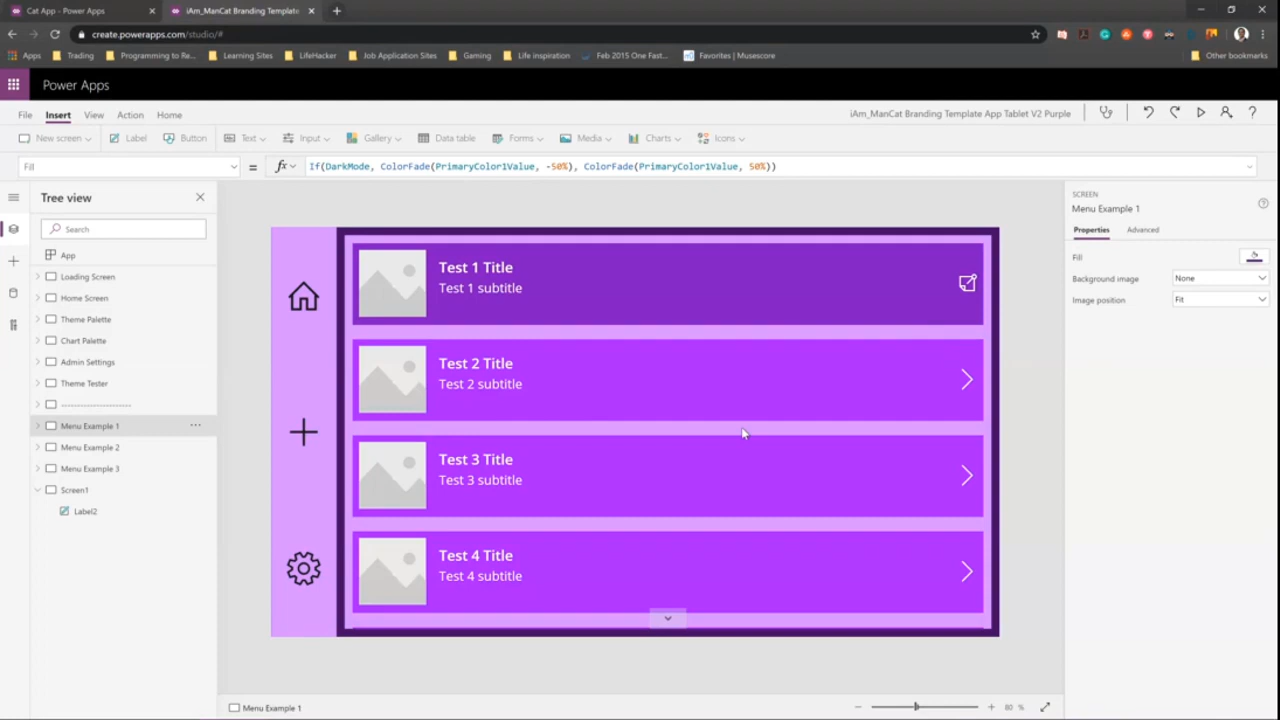 Cat App - Power Apps
iAm_ManCat Branding Template
create.powerapps.com/studio/#
Apps Trading Programming to Re... Learning Sites LifeHacker Job Application Sites Gaming Life inspiration Feb 2015 One Fast... Favorites | Musescore Other bookmarks
Power Apps
File Insert View Action Home
iAm_ManCat Branding Template App Tablet V2 Purple
New screen Label Button Text Input Gallery Data table Forms Media Charts Icons
Fill = fx If(DarkMode, ColorFade(PrimaryColor1Value, -50%), ColorFade(PrimaryColor1Value, 50%))
Tree view
Search
App
Loading Screen
Home Screen
Theme Palette
Chart Palette
Admin Settings
Theme Tester
-----------------------
Menu Example 1
Menu Example 2
Menu Example 3
Screen1
Label2
Test 1 Title
Test 1 subtitle
Test 2 Title
Test 2 subtitle
Test 3 Title
Test 3 subtitle
Test 4 Title
Test 4 subtitle
SCREEN
Menu Example 1
Properties Advanced
Fill
Background image None
Image position Fit
Menu Example 1
80 %